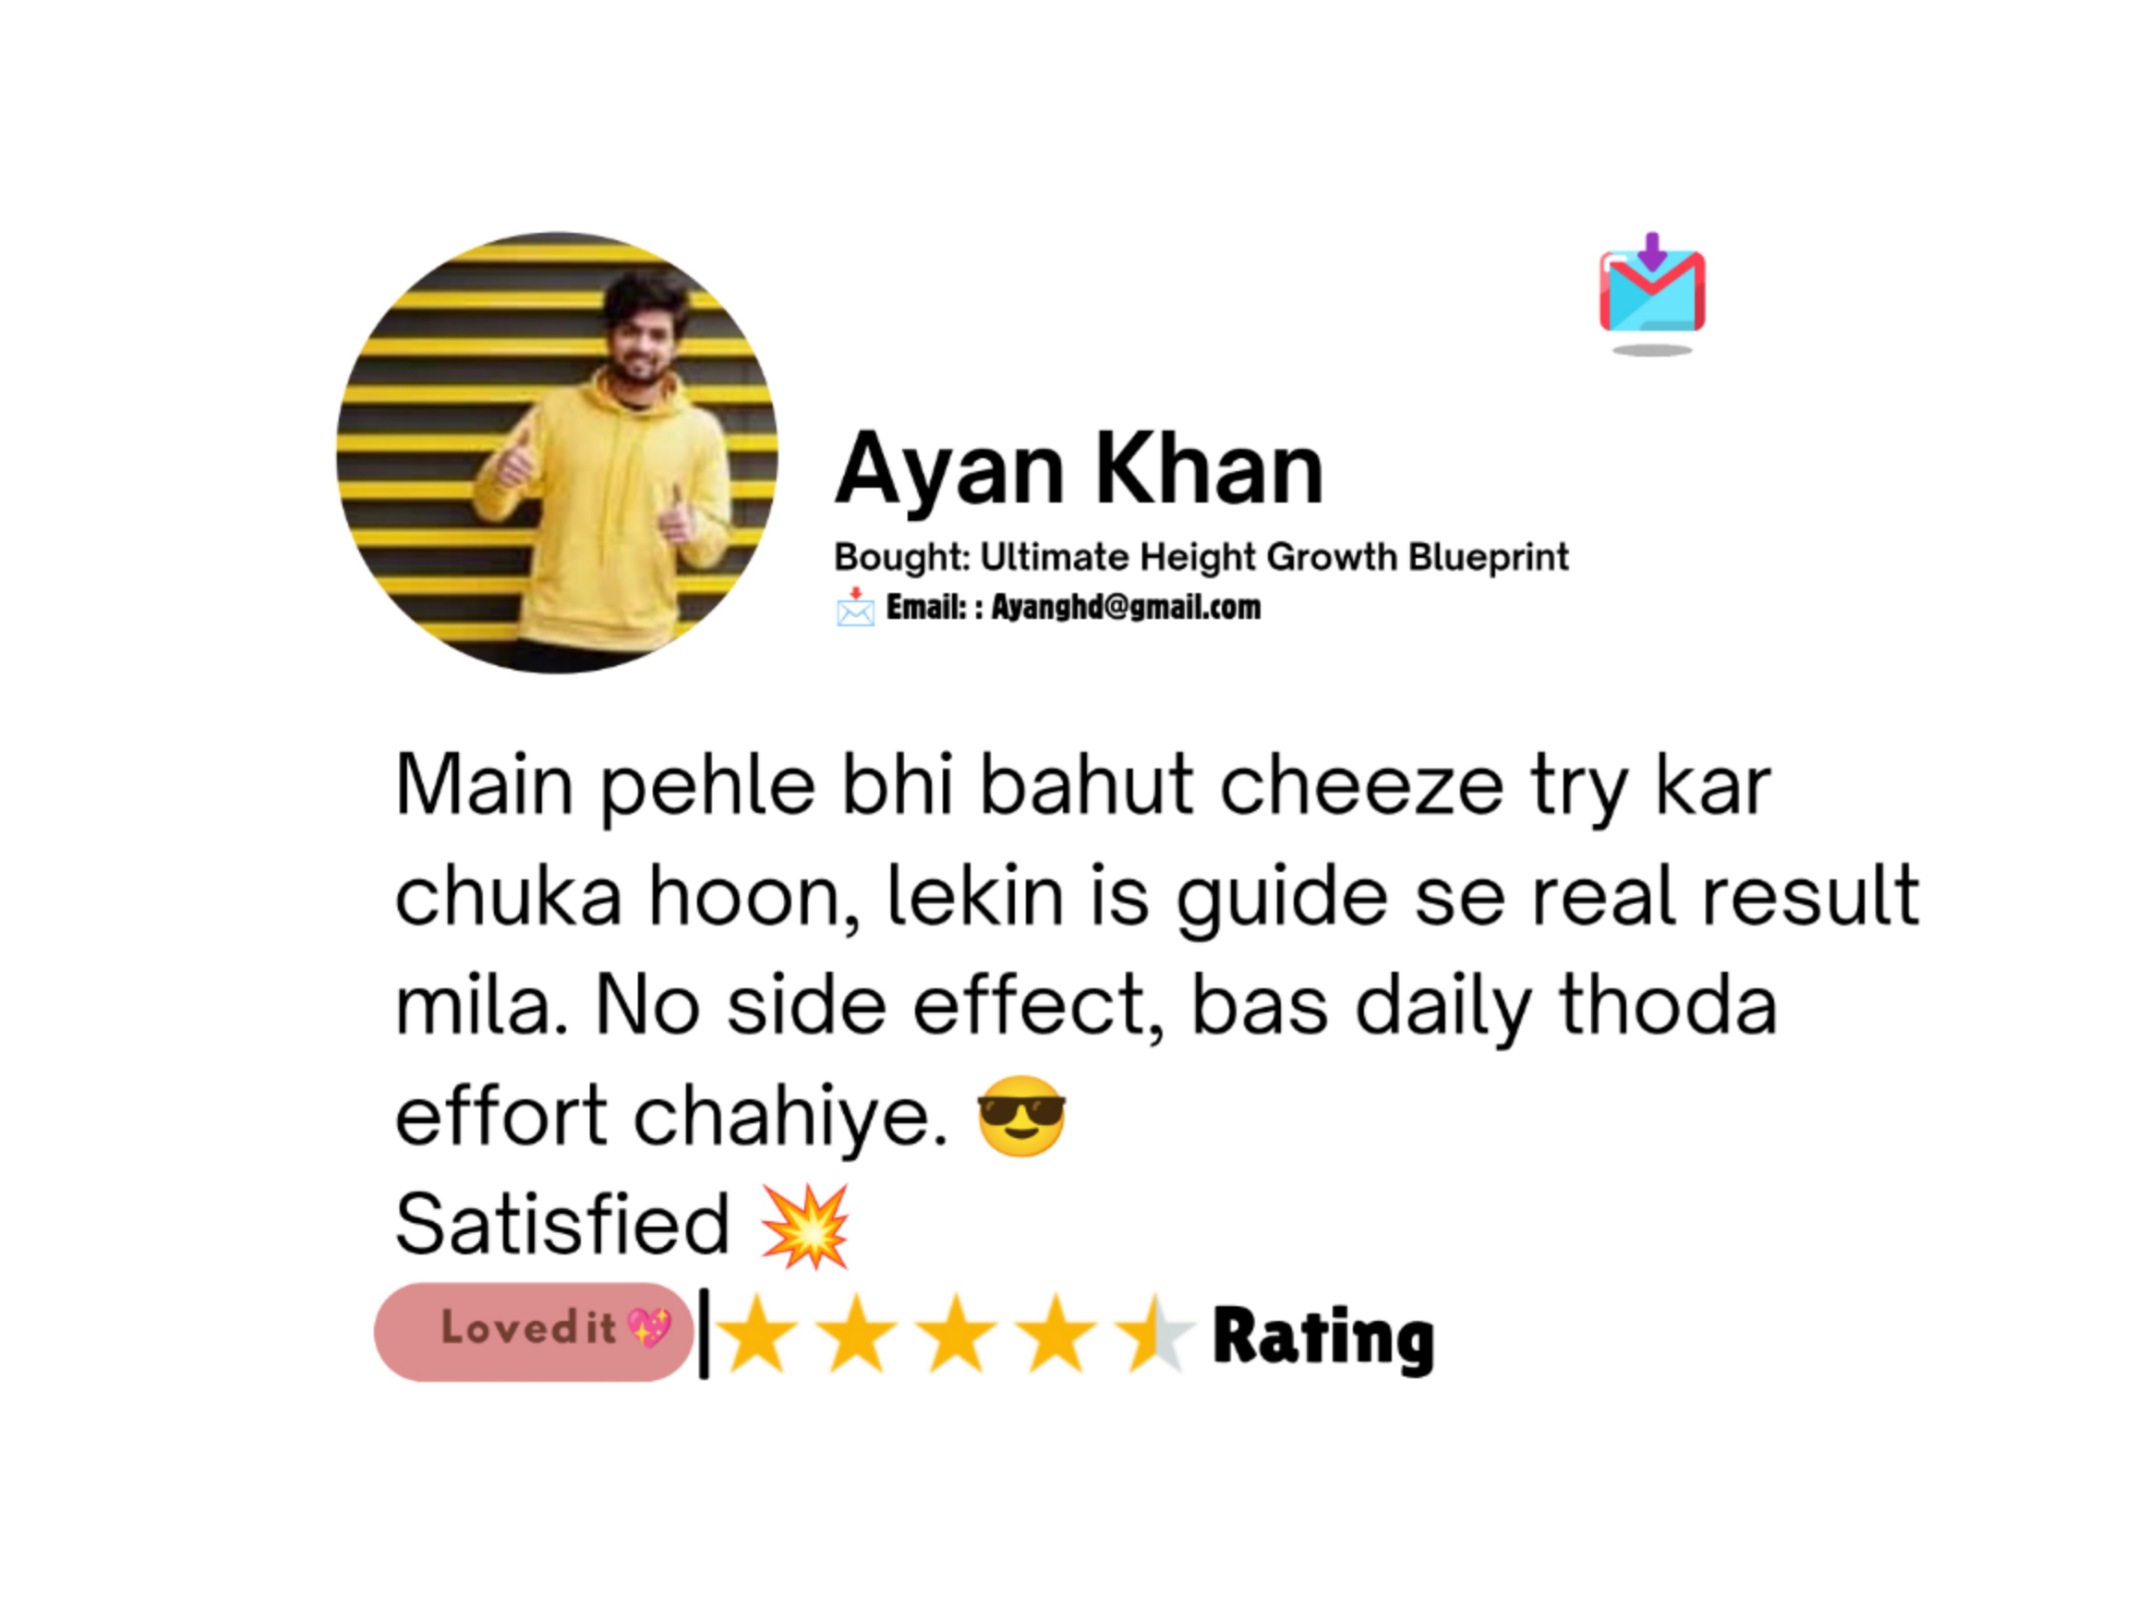 Ayan Khan
Bought: Ultimate Height Growth Blueprint
📩 Email: : Ayanghd@gmail.com
Main pehle bhi bahut cheeze try kar
chuka hoon, lekin is guide se real result
mila. No side effect, bas daily thoda
effort chahiye. 😎
Satisfied 💥
Loved it 💖 | Rating